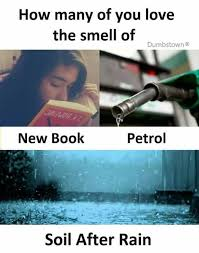 How many of you love
the smell of
Dumbstown®
New Book
Petrol
Soil After Rain